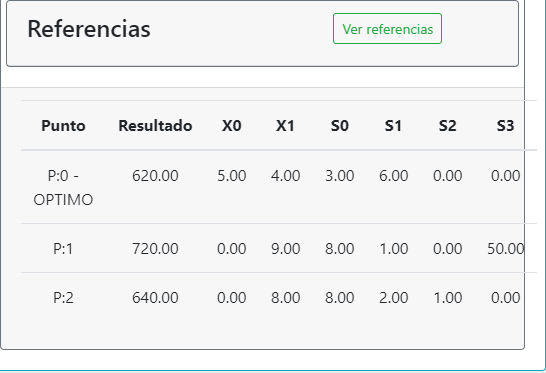 Referencias Ver referencias
Punto Resultado X0 X1 S0 S1 S2 S3
P:0 - 620.00 5.00 4.00 3.00 6.00 0.00 0.00
OPTIMO
P:1 720.00 0.00 9.00 8.00 1.00 0.00 50.00
P:2 640.00 0.00 8.00 8.00 2.00 1.00 0.00